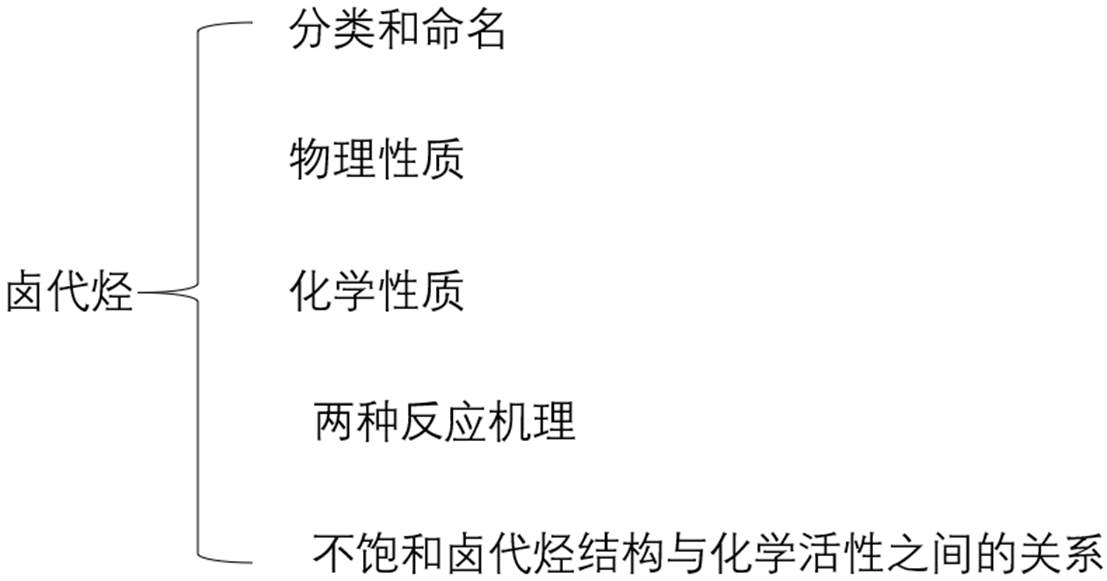 分类和命名
物理性质
卤代烃
化学性质
两种反应机理
不饱和卤代烃结构与化学活性之间的关系